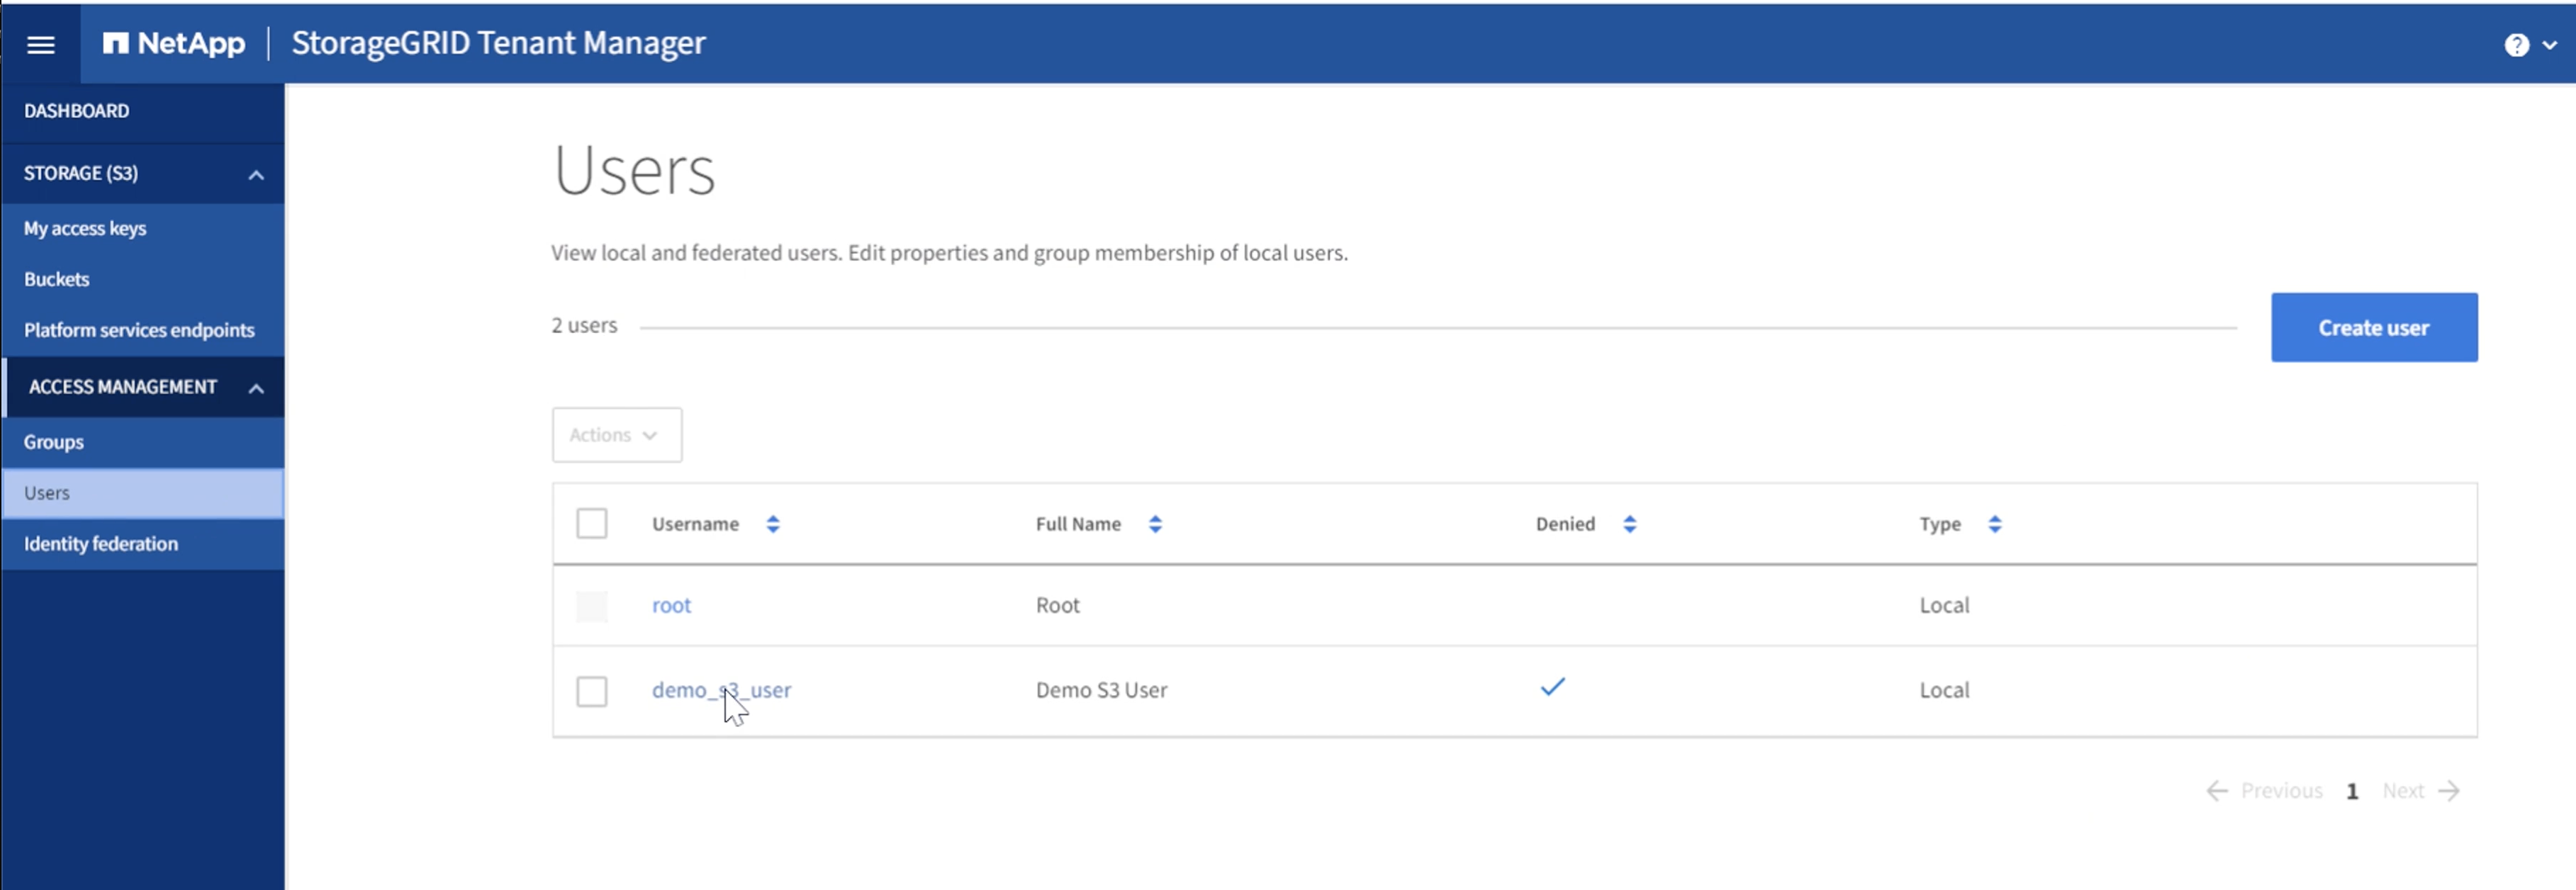 NetApp | StorageGRID Tenant Manager
?
DASHBOARD
STORAGE (S3)
My access keys
Buckets
Platform services endpoints
ACCESS MANAGEMENT
Groups
Users
Identity federation
Users
View local and federated users. Edit properties and group membership of local users.
2 users
Create user
Actions
Username Full Name Denied Type
root Root Local
demo_s3_user Demo S3 User Local
Previous 1 Next